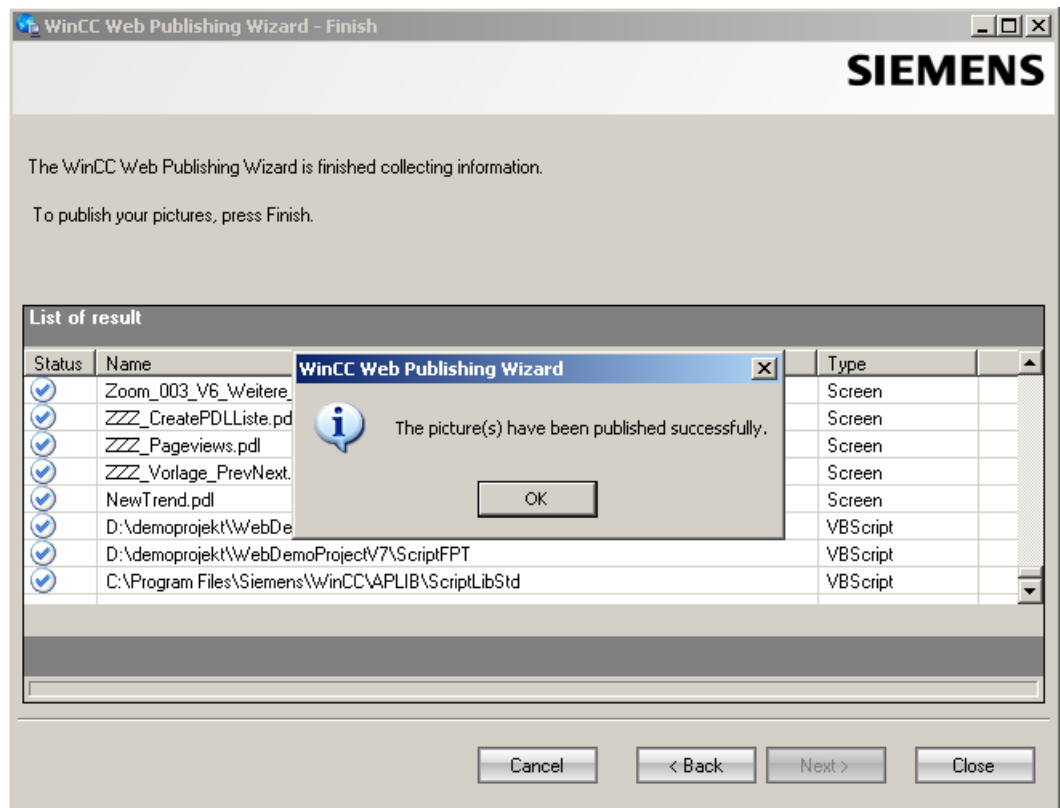 WinCC Web Publishing Wizard - Finish
SIEMENS
The WinCC Web Publishing Wizard is finished collecting information.
To publish your pictures, press Finish.
List of result
Status Name Type
Zoom_003_V6_Weitere_ Screen
ZZZ_CreatePDLListe.pd Screen
ZZZ_Pageviews.pdl Screen
ZZZ_Vorlage_PrevNext. Screen
NewTrend.pdl Screen
D:\demoprojekt\WebDe VBScript
D:\demoprojekt\WebDemoProjectV7\ScriptFPT VBScript
C:\Program Files\Siemens\WinCC\APLIB\ScriptLibStd VBScript
WinCC Web Publishing Wizard
The picture(s) have been published successfully.
OK
Cancel < Back Next > Close